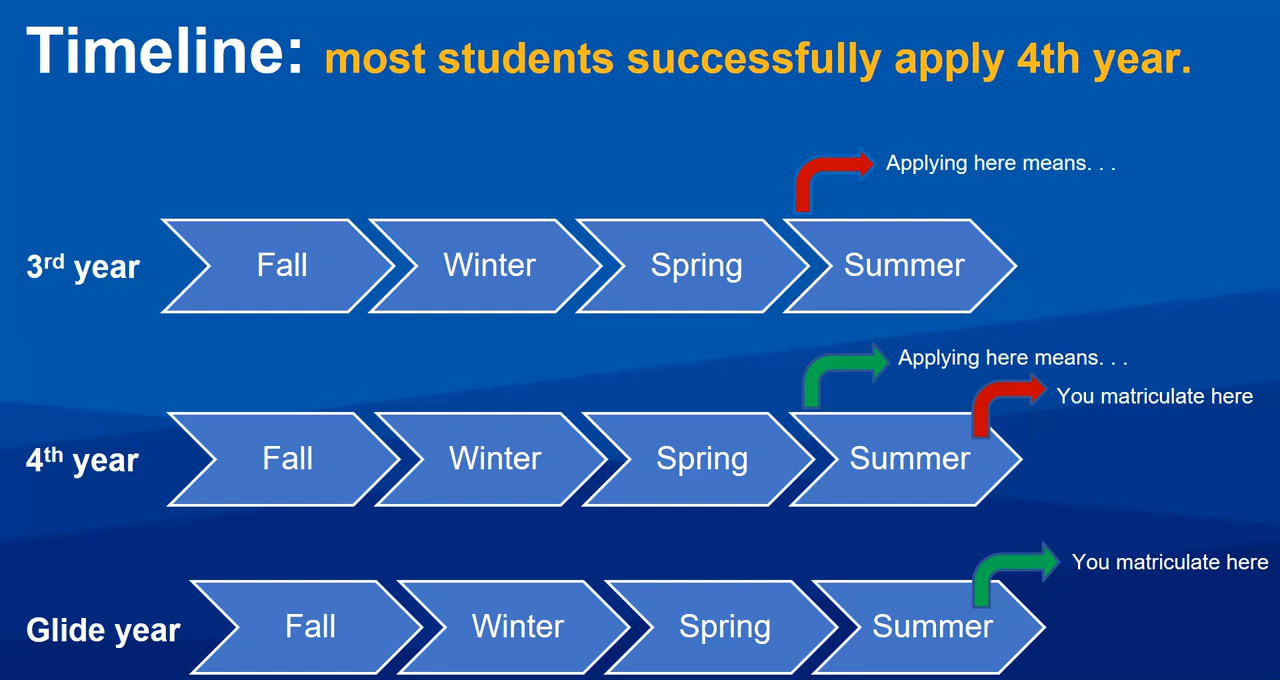 Timeline: most students successfully apply 4th year.
Applying here means. . .
3rd year Fall Winter Spring Summer
Applying here means. . .
You matriculate here
4th year Fall Winter Spring Summer
You matriculate here
Glide year Fall Winter Spring Summer